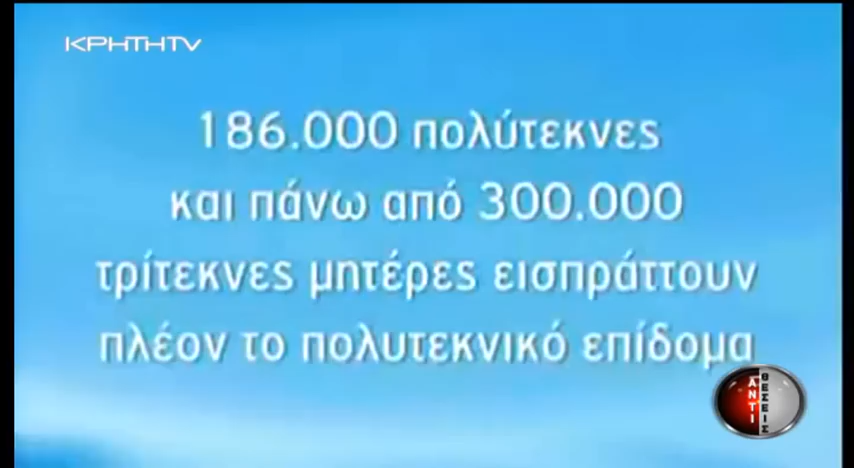 ΚΡΗΤΗTV
186.000 πολύτεκνες
και πάνω από 300.000
τρίτεκνες μητέρες εισπράττουν
πλέον το πολυτεκνικό επίδομα
ΑΝΤΙ
ΘΕΣΕΙΣ